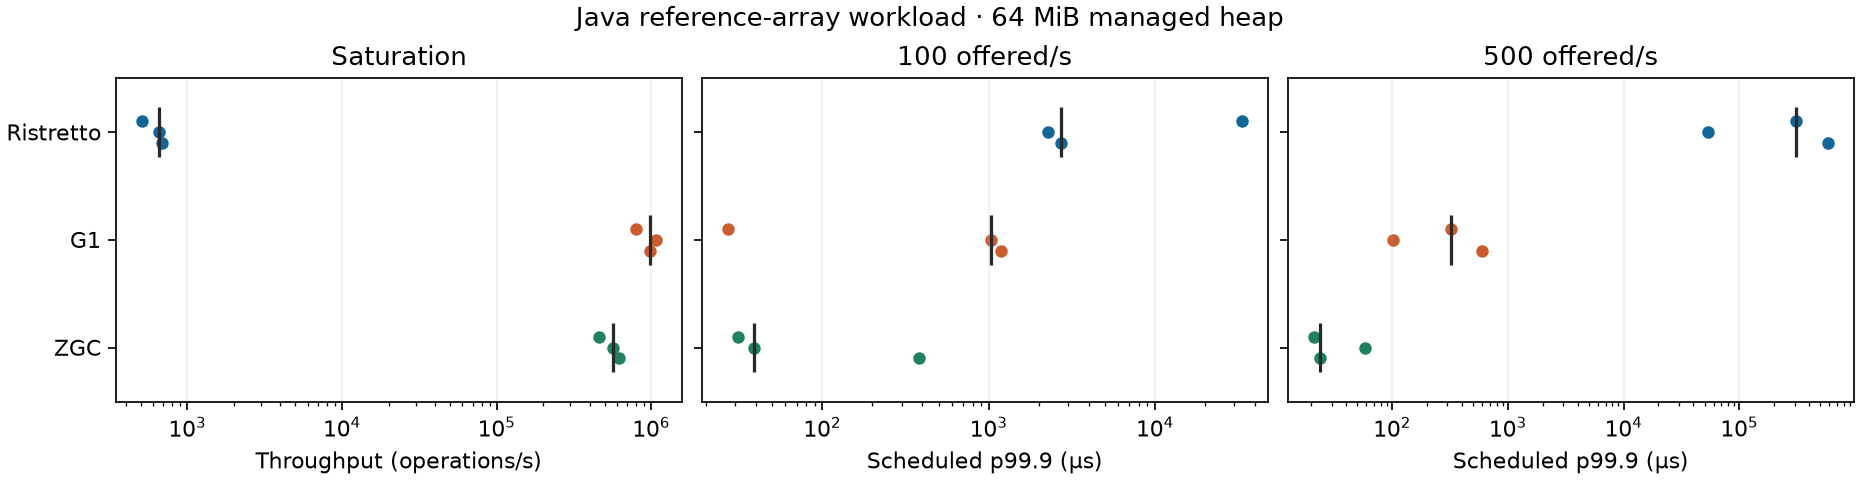 Java reference-array workload · 64 MiB managed heap
Saturation
100 offered/s
500 offered/s
Ristretto
G1
ZGC
10³ 10⁴ 10⁵ 10⁶
10² 10³ 10⁴
10² 10³ 10⁴ 10⁵
Throughput (operations/s)
Scheduled p99.9 (µs)
Scheduled p99.9 (µs)